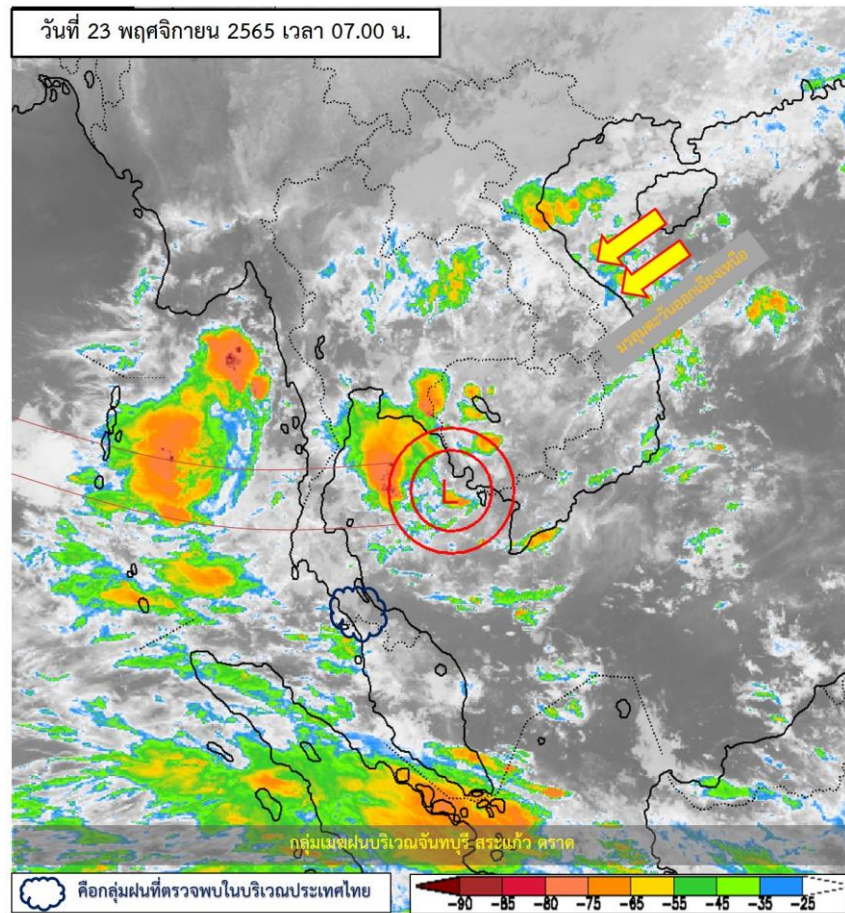 วันที่ 23 พฤศจิกายน 2565 เวลา 07.00 น.
มรสุมตะวันออกเฉียงเหนือ
L
กลุ่มเมฆฝนบริเวณจันทบุรี สระแก้ว ตราด
คือกลุ่มฝนที่ตรวจพบในบริเวณประเทศไทย
-90 -85 -80 -75 -65 -55 -45 -35 -25